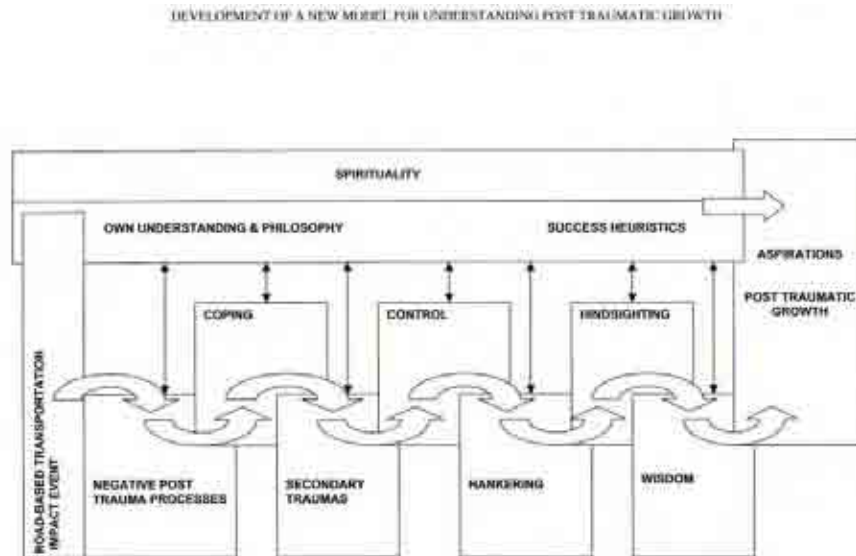 DEVELOPMENT OF A NEW MODEL FOR UNDERSTANDING POST TRAUMATIC GROWTH
SPIRITUALITY
OWN UNDERSTANDING & PHILOSOPHY
SUCCESS HEURISTICS
ASPIRATIONS
POST TRAUMATIC
GROWTH
COPING
CONTROL
HINDSIGHTING
ROAD-BASED TRANSPORTATION
IMPACT EVENT
NEGATIVE POST
TRAUMA PROCESSES
SECONDARY
TRAUMAS
HANKERING
WISDOM